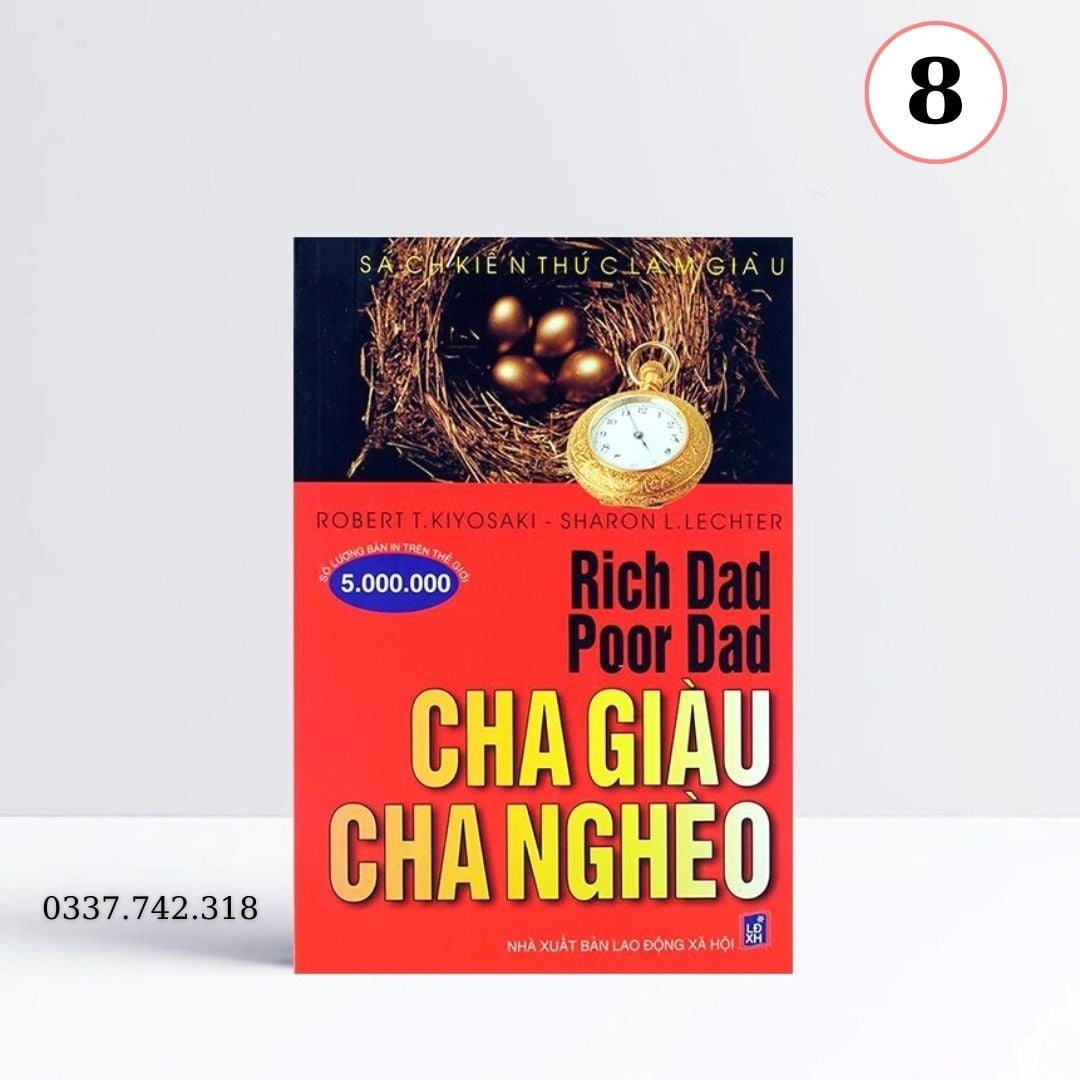 8
SÁCH KIẾN THỨC LÀM GIÀU
ROBERT T.KIYOSAKI - SHARON L.LECHTER
SỐ LƯỢNG BẢN IN TRÊN THẾ GIỚI
5.000.000
Rich Dad
Poor Dad
CHA GIÀU
CHA NGHÈO
0337.742.318
NHÀ XUẤT BẢN LAO ĐỘNG XÃ HỘI
LĐ
XH